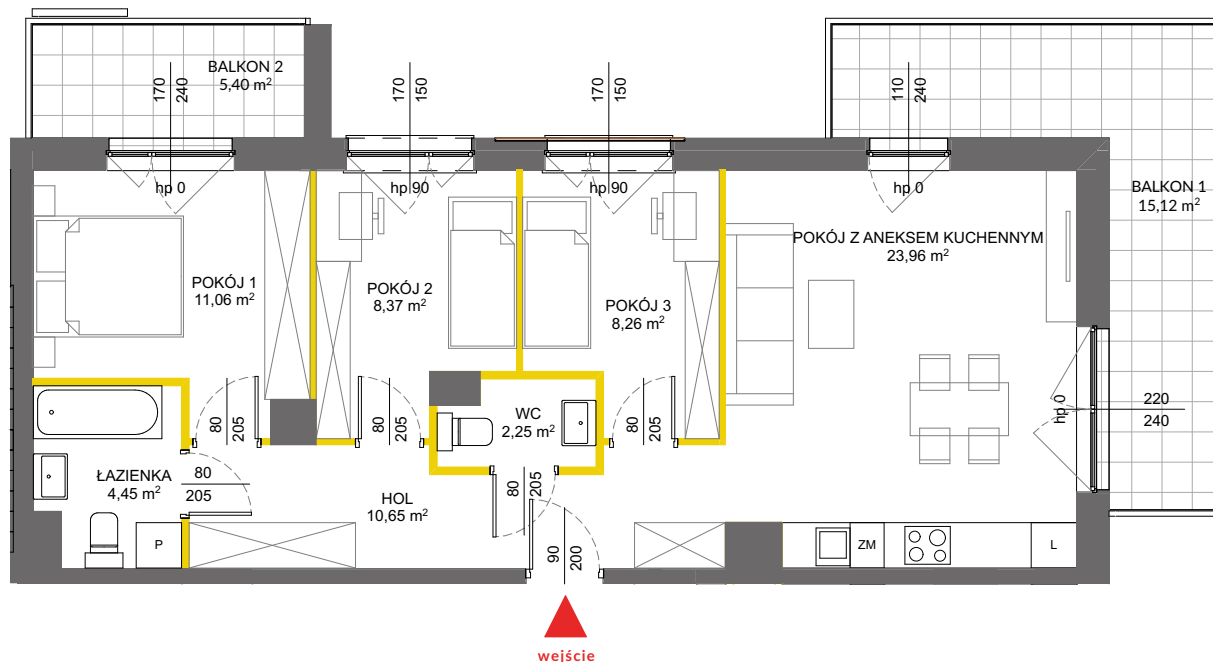 BALKON 2
5,40 m²
170
240
170
150
170
150
110
240
hp 0
hp 90
hp 90
hp 0
BALKON 1
15,12 m²
POKÓJ Z ANEKSEM KUCHENNYM
23,96 m²
POKÓJ 1
11,06 m²
POKÓJ 2
8,37 m²
POKÓJ 3
8,26 m²
hp 0
220
240
80
205
80
205
WC
2,25 m²
80
205
ŁAZIENKA
4,45 m²
80
205
HOL
10,65 m²
80
205
90
200
P
ZM
L
wejście